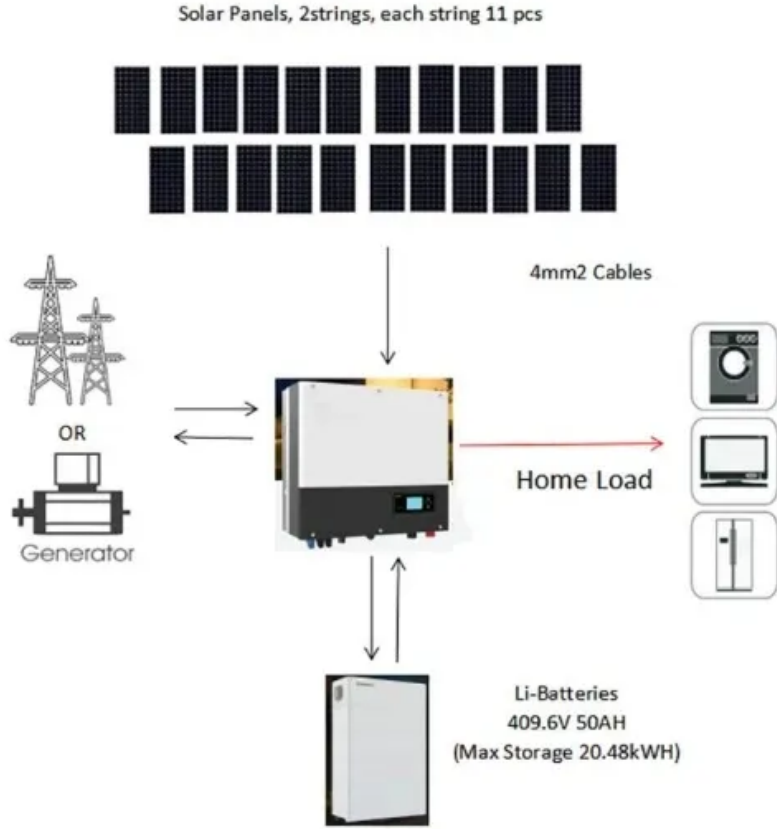 Solar Panels, 2strings, each string 11 pcs
4mm2 Cables
OR
Generator
Home Load
Li-Batteries
409.6V 50AH
(Max Storage 20.48kWH)